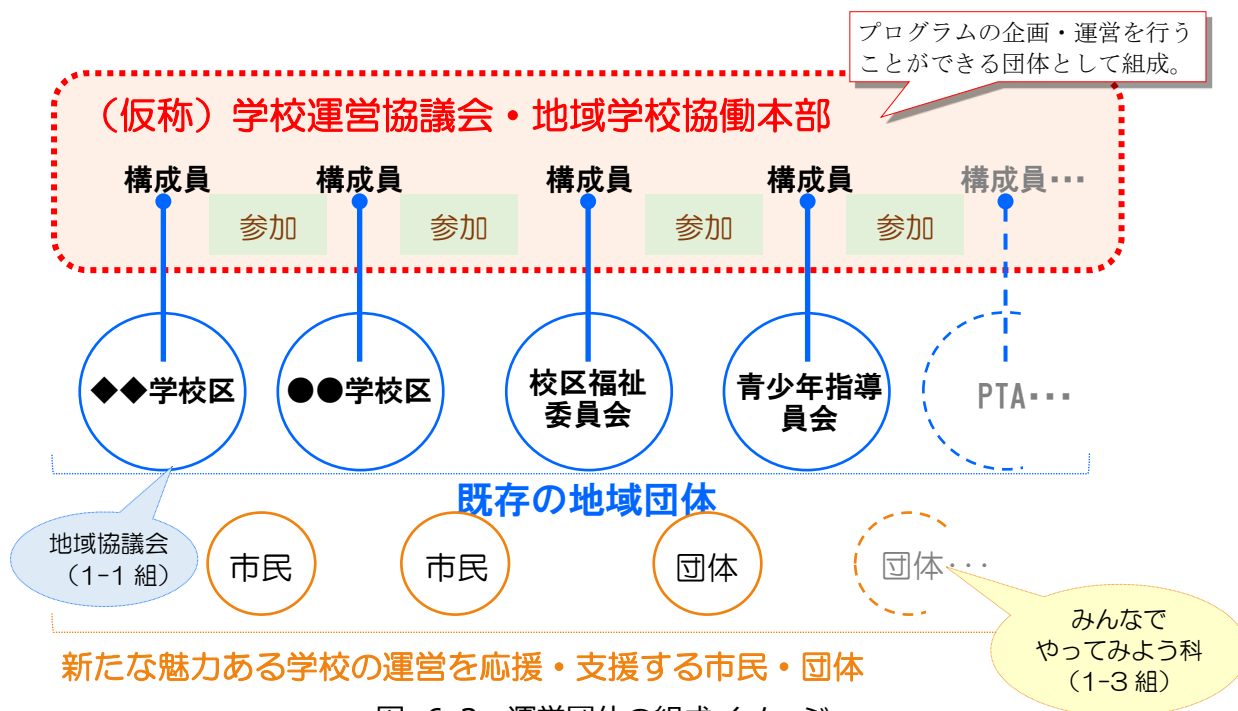 プログラムの企画・運営を行う
ことができる団体として組成。
（仮称）学校運営協議会・地域学校協働本部
構成員
構成員
構成員
構成員
構成員･･･
参加
参加
参加
参加
◆◆学校区
●●学校区
校区福祉
委員会
青少年指導
員会
PTA･･･
既存の地域団体
地域協議会
（1-1 組）
市民
市民
団体
団体･･･
みんなで
やってみよう科
（1-3 組）
新たな魅力ある学校の運営を応援・支援する市民・団体